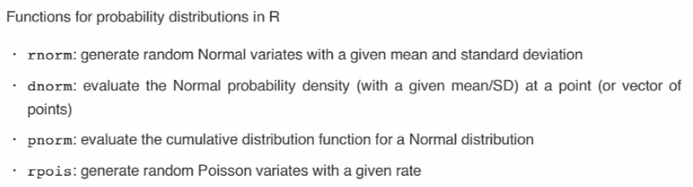 Functions for probability distributions in R
· rnorm: generate random Normal variates with a given mean and standard deviation
· dnorm: evaluate the Normal probability density (with a given mean/SD) at a point (or vector of
points)
· pnorm: evaluate the cumulative distribution function for a Normal distribution
· rpois: generate random Poisson variates with a given rate